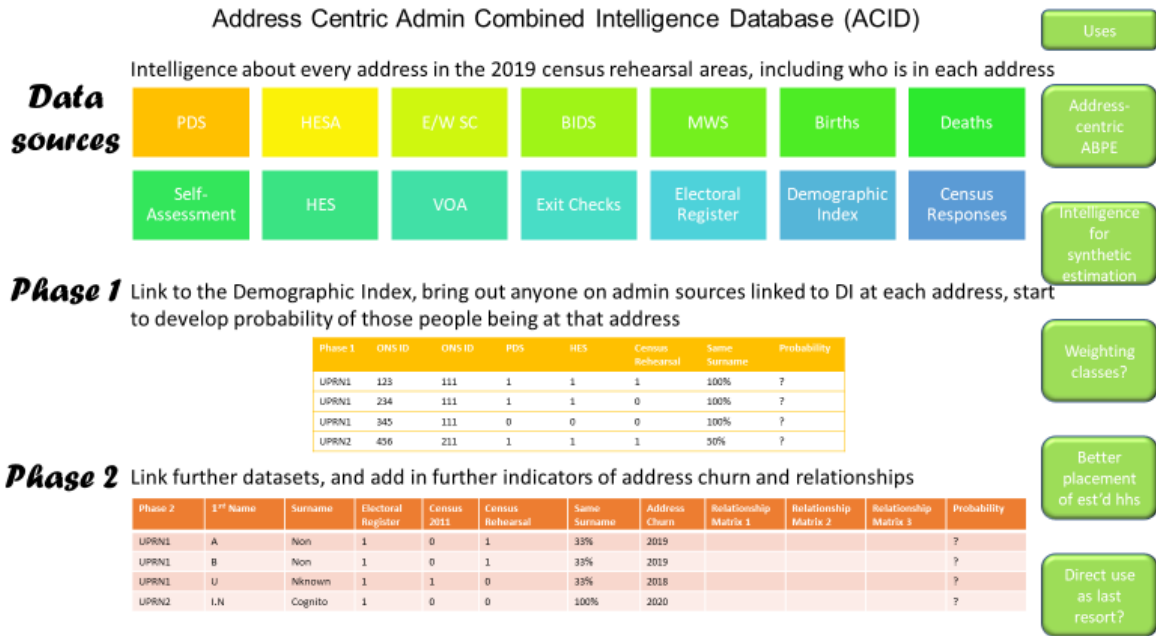 Address Centric Admin Combined Intelligence Database (ACID)
Intelligence about every address in the 2019 census rehearsal areas, including who is in each address
Data
sources
PDS HESA E/W SC BIDS MWS Births Deaths
Self-
Assessment
HES VOA Exit Checks
Electoral
Register
Demographic
Index
Census
Responses
Phase 1
Link to the Demographic Index, bring out anyone on admin sources linked to DI at each address, start
to develop probability of those people being at that address
Phase 1 ONS ID ONS ID PDS HES Census Rehearsal Same Surname Probability
UPRN1 123 111 1 1 1 100% ?
UPRN1 234 111 1 1 0 100% ?
UPRN1 345 111 0 0 0 100% ?
UPRN2 456 211 1 1 1 50% ?
Phase 2
Link further datasets, and add in further indicators of address churn and relationships
Phase 2 1rd Name Surname Electoral Register Census 2011 Census Rehearsal Same Surname Address Churn Relationship Matrix 1 Relationship Matrix 2 Relationship Matrix 3 Probability
UPRN1 A Non 1 0 1 33% 2019 ?
UPRN1 B Non 1 0 1 33% 2019 ?
UPRN1 U Nknown 1 1 0 33% 2018 ?
UPRN2 I.N Cognito 1 0 0 100% 2020 ?
Uses
Address-
centric
ABPE
Intelligence
for
synthetic
estimation
Weighting
classes?
Better
placement
of est'd hhs
Direct use
as last
resort?